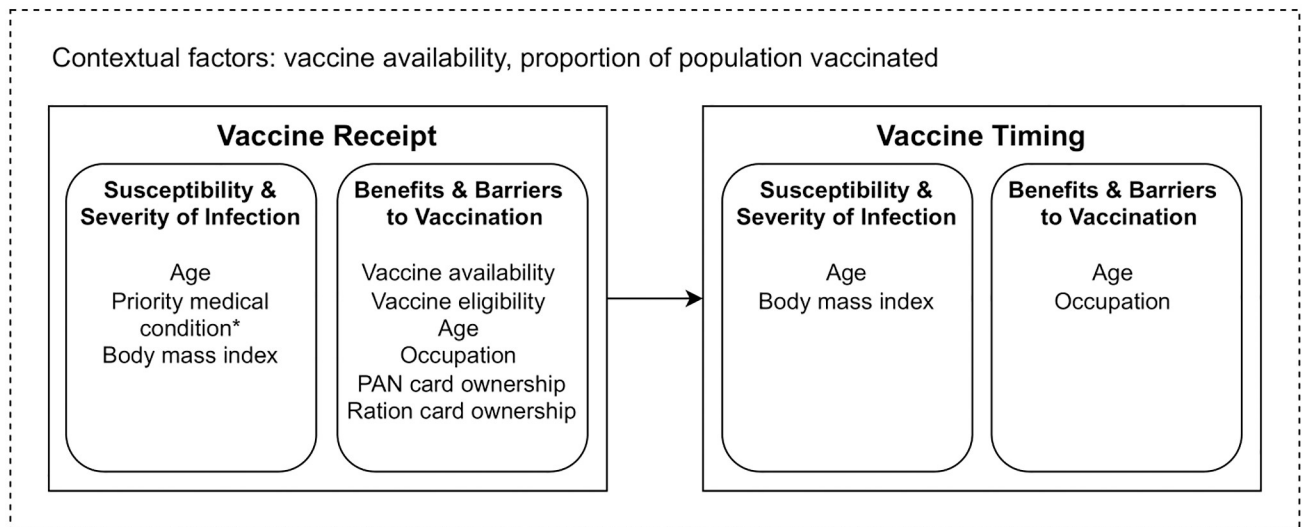 Contextual factors: vaccine availability, proportion of population vaccinated
Vaccine Receipt
Susceptibility &
Severity of Infection
Age
Priority medical
condition*
Body mass index
Benefits & Barriers
to Vaccination
Vaccine availability
Vaccine eligibility
Age
Occupation
PAN card ownership
Ration card ownership
Vaccine Timing
Susceptibility &
Severity of Infection
Age
Body mass index
Benefits & Barriers
to Vaccination
Age
Occupation